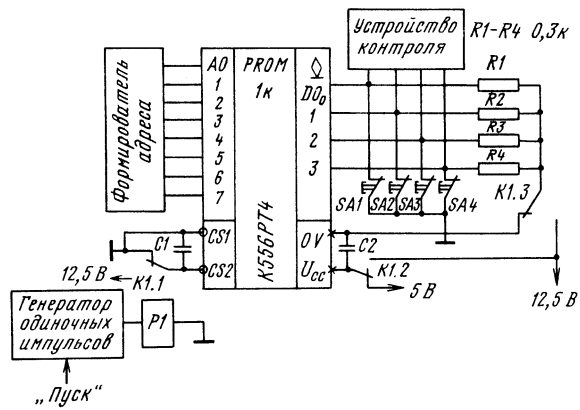 Устройство
контроля
R1-R4 0,3к
Формирователь
адреса
A0
1
2
3
4
5
6
7
PROM
1к
К556РТ4
DO₀
1
2
3
R1
R2
R3
R4
SA1
SA2
SA3
SA4
K1.3
CS1
CS2
C1
0V
Ucc
C2
12,5 В
K1.1
K1.2
5 В
12,5 В
Генератор
одиночных
импульсов
P1
„Пуск“